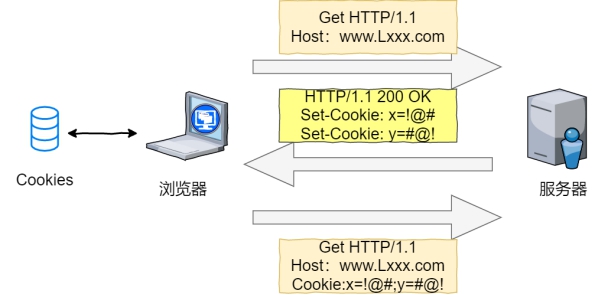 Get HTTP/1.1
Host：www.Lxxx.com
HTTP/1.1 200 OK
Set-Cookie: x=!@#
Set-Cookie: y=#@!
Cookies
浏览器
服务器
Get HTTP/1.1
Host：www.Lxxx.com
Cookie:x=!@#;y=#@!